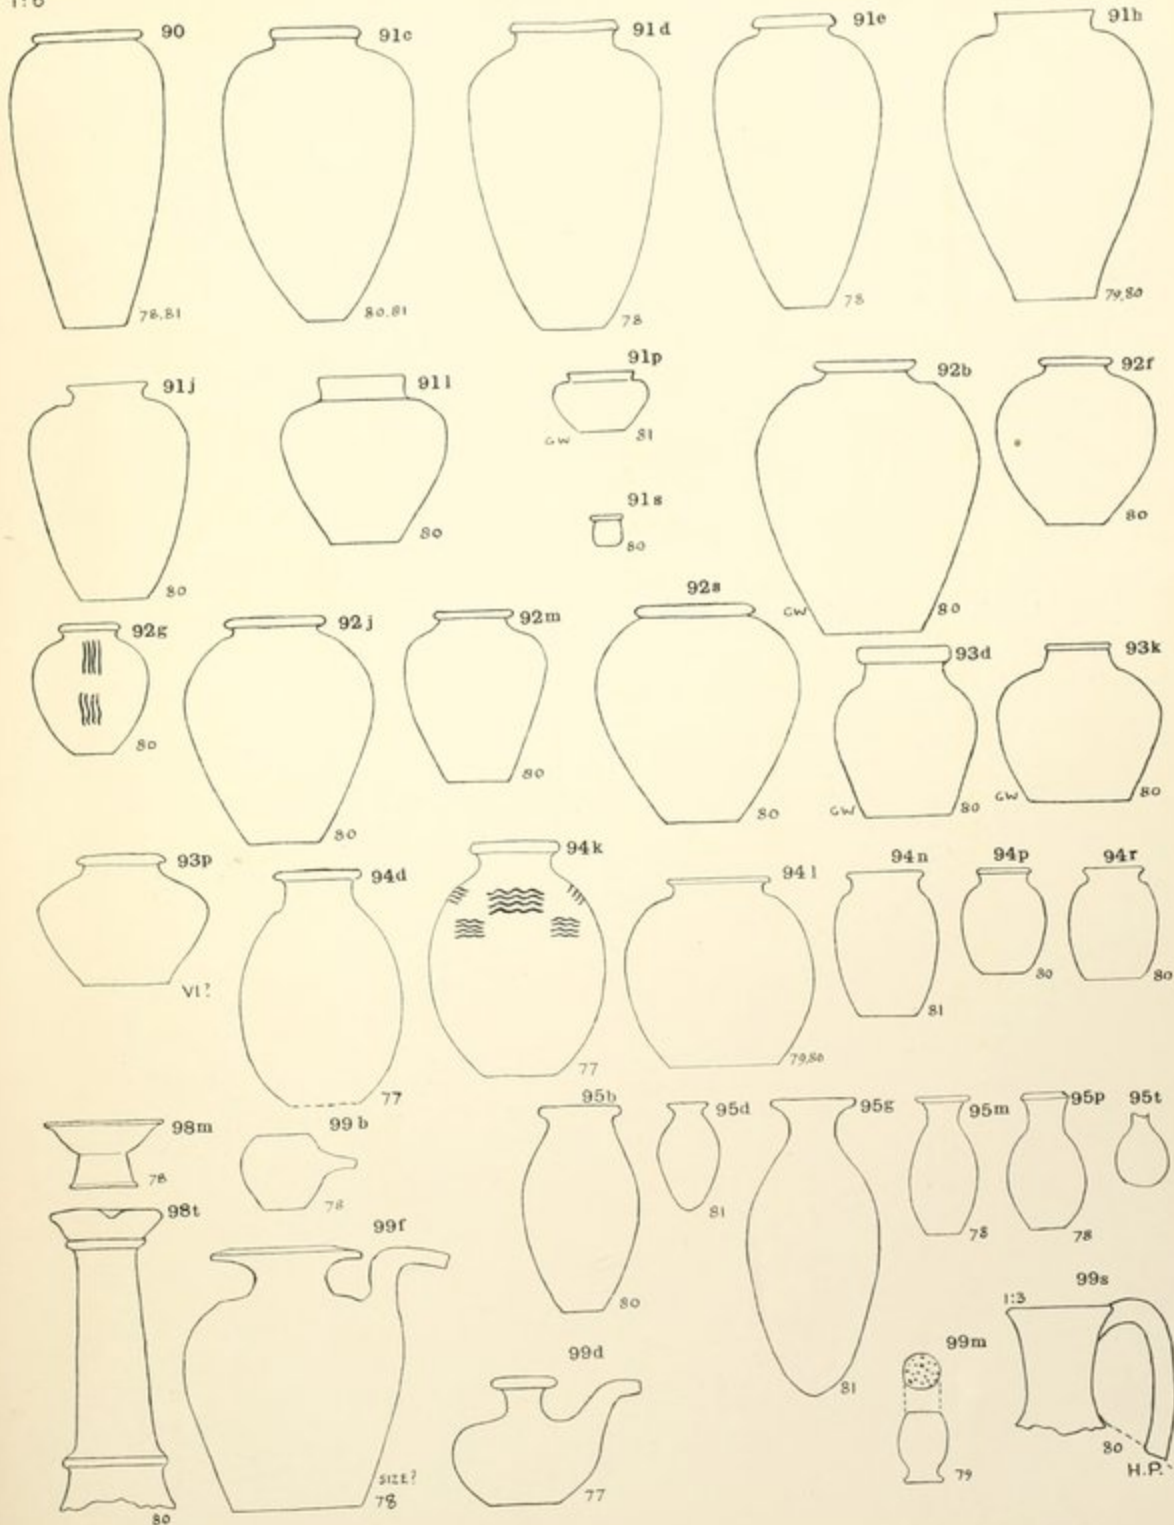 1:6
90 91c 91d 91e 91h
78,81 80,81 78 78 79,80
91j 91l 91p 92b 92f
GW 81
91s
80 80 80 GW 80 80
92g 92j 92m 92s 93d 93k
80 80 80 80 GW 80 GW 80
93p 94d 94k 94l 94n 94p 94r
VI? 77 77 79,80 81 80 80
98m 99b 95b 95d 95g 95m 95p 95t
78 78 80 81 81 78 78
98t 99f 99d 99m 99s
1:3
80 SIZE?
78 77 79 80
H.P.